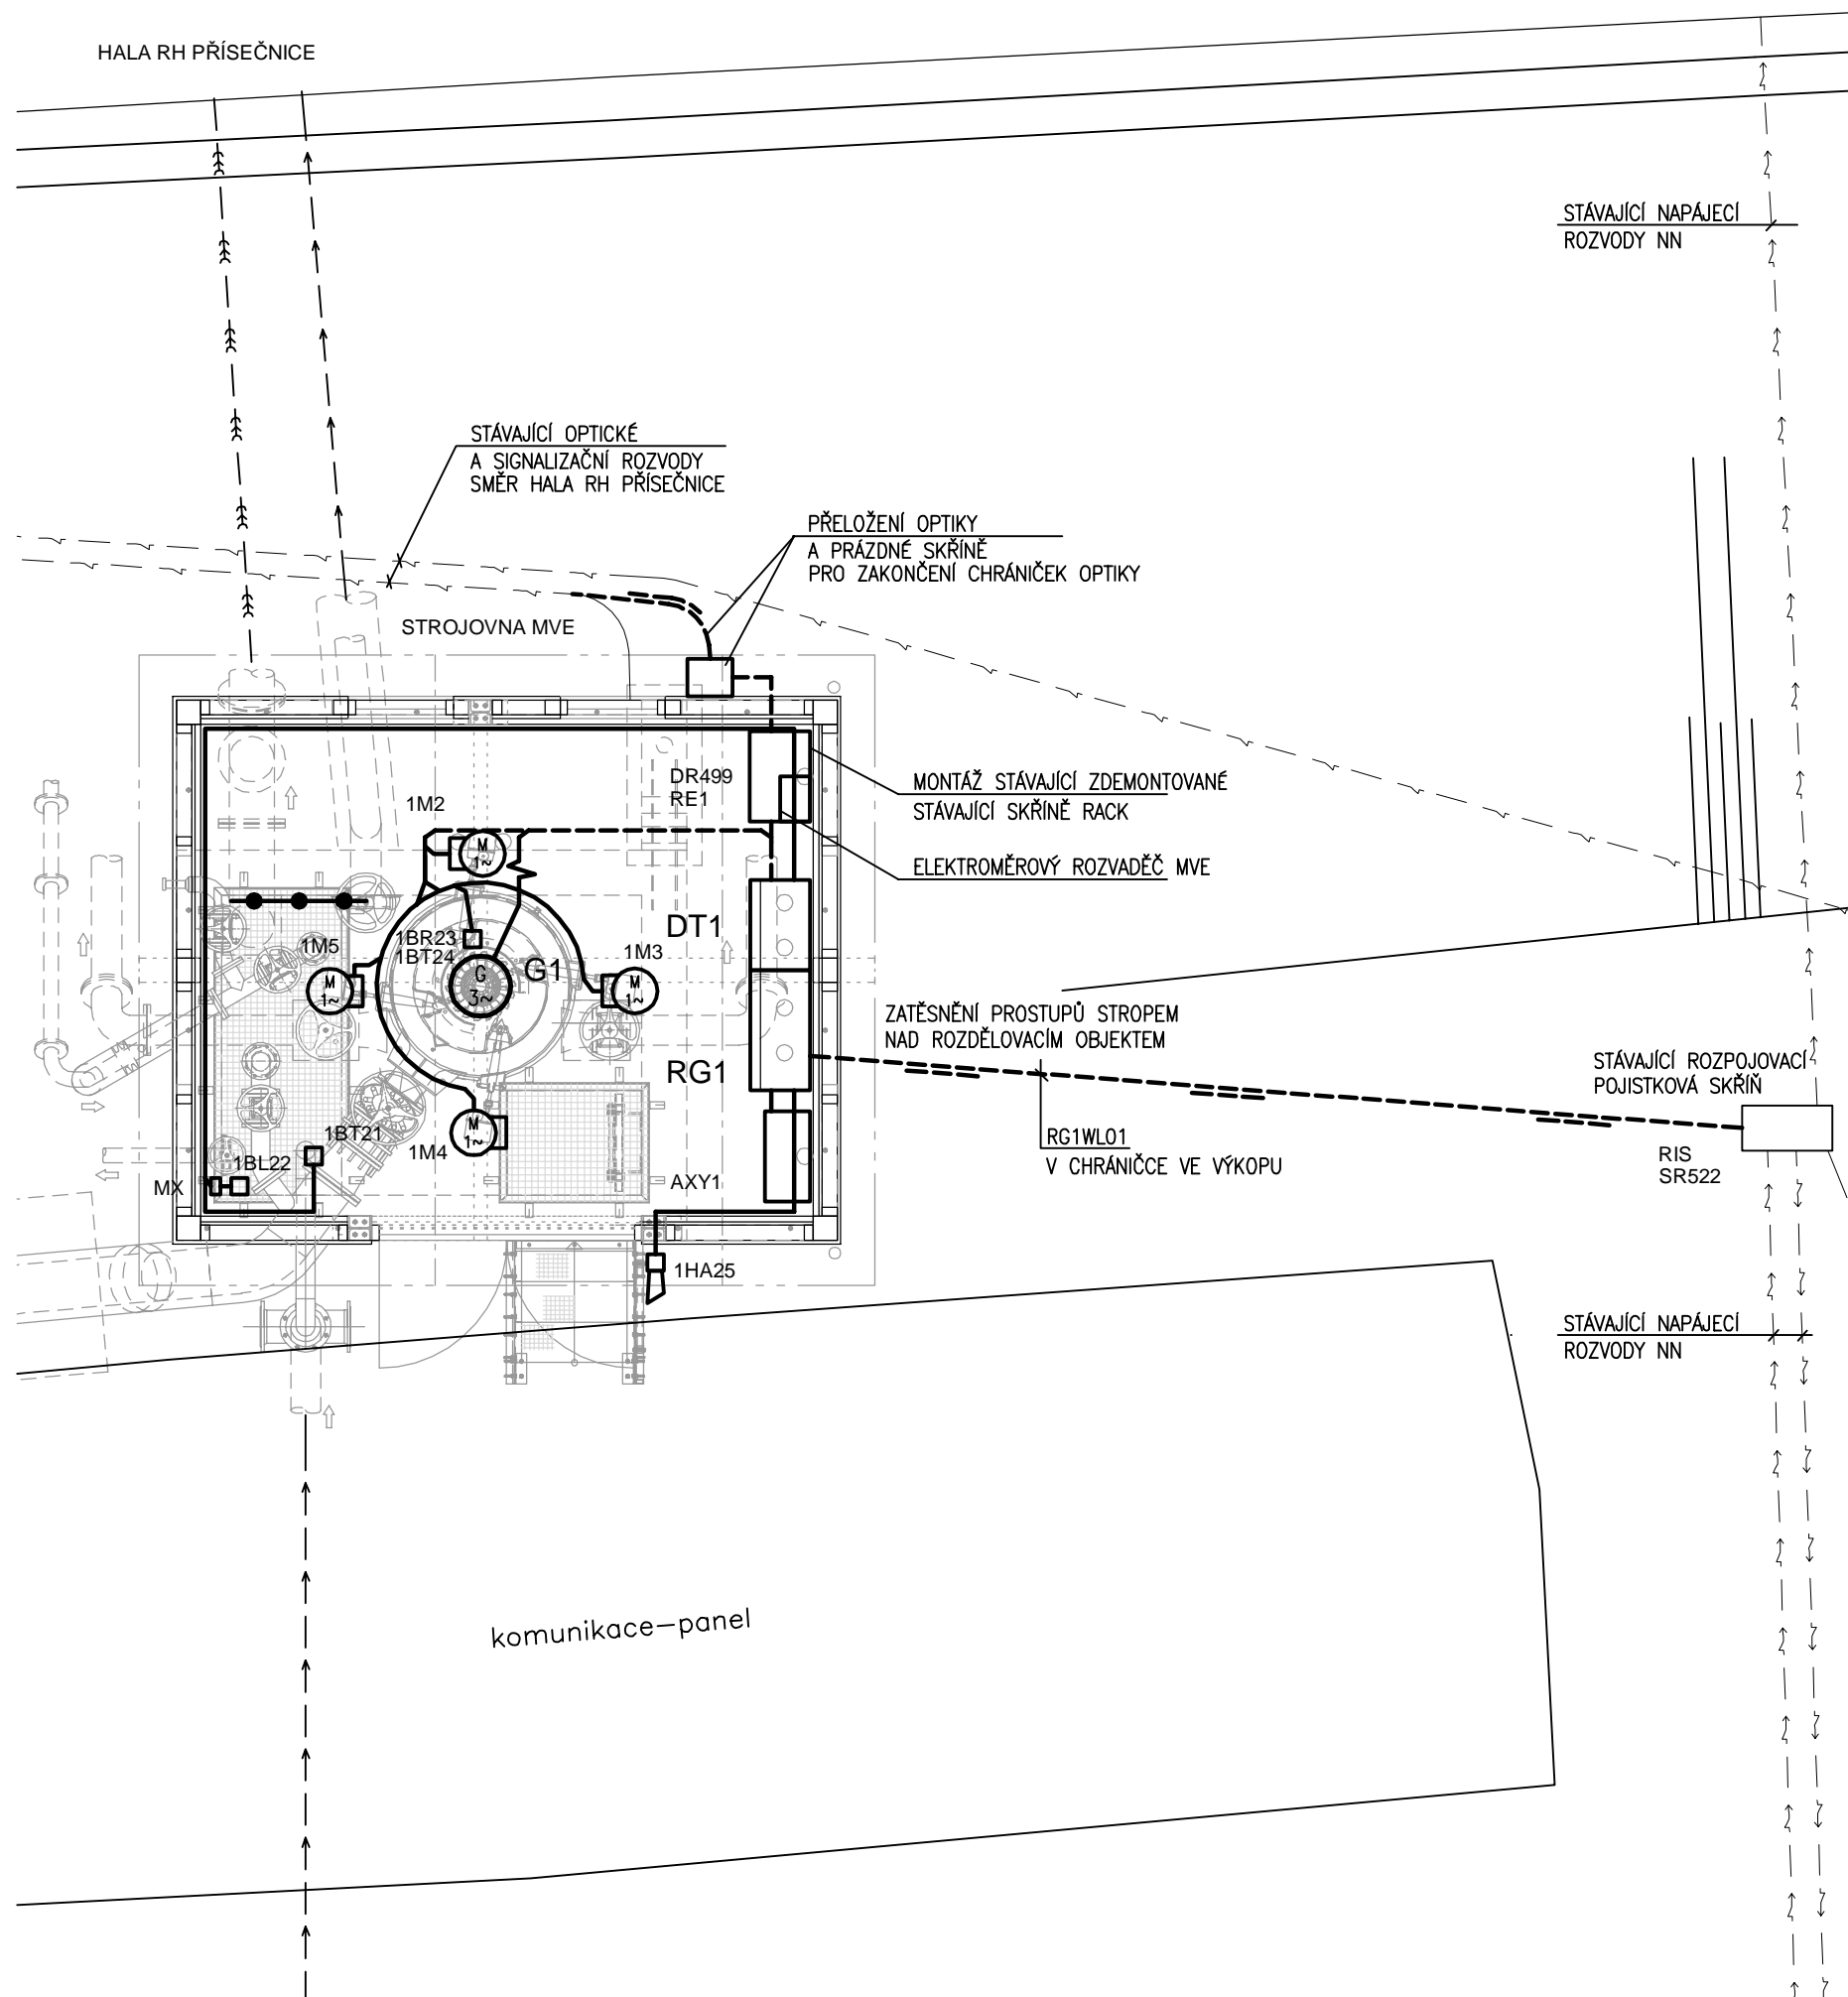 HALA RH PŘÍSEČNICE
STÁVAJÍCÍ NAPÁJECÍ
ROZVODY NN
STÁVAJÍCÍ OPTICKÉ
A SIGNALIZAČNÍ ROZVODY
SMĚR HALA RH PŘÍSEČNICE
PŘELOŽENÍ OPTIKY
A PRÁZDNÉ SKŘÍNĚ
PRO ZAKONČENÍ CHRÁNIČEK OPTIKY
STROJOVNA MVE
DR499
RE1
MONTÁŽ STÁVAJÍCÍ ZDEMONTOVANÉ
STÁVAJÍCÍ SKŘÍNĚ RACK
1M2
M
1~
ELEKTROMĚROVÝ ROZVADĚČ MVE
DT1
1M5
M
1~
1BR23
1BT24
G
3~
G1
1M3
M
1~
ZATĚSNĚNÍ PROSTUPŮ STROPEM
NAD ROZDĚLOVACÍM OBJEKTEM
RG1
STÁVAJÍCÍ ROZPOJOVACÍ
POJISTKOVÁ SKŘÍŇ
RG1WL01
V CHRÁNIČCE VE VÝKOPU
RIS
SR522
1BT21
1M4
M
1~
1BL22
MX
AXY1
1HA25
STÁVAJÍCÍ NAPÁJECÍ
ROZVODY NN
komunikace-panel